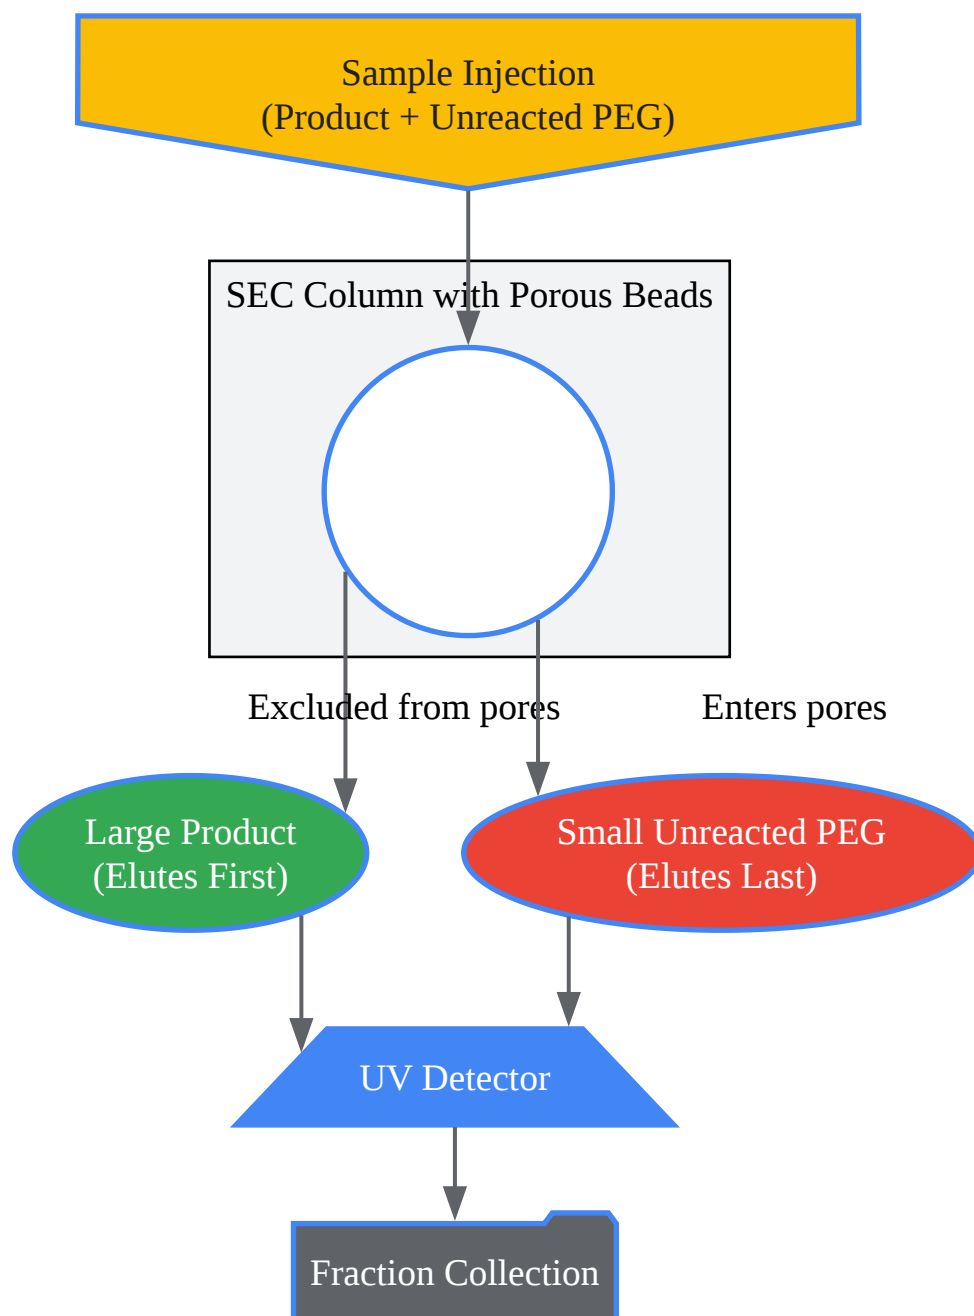 Sample Injection
(Product + Unreacted PEG)
SEC Column with Porous Beads
Excluded from pores
Enters pores
Large Product
(Elutes First)
Small Unreacted PEG
(Elutes Last)
UV Detector
Fraction Collection